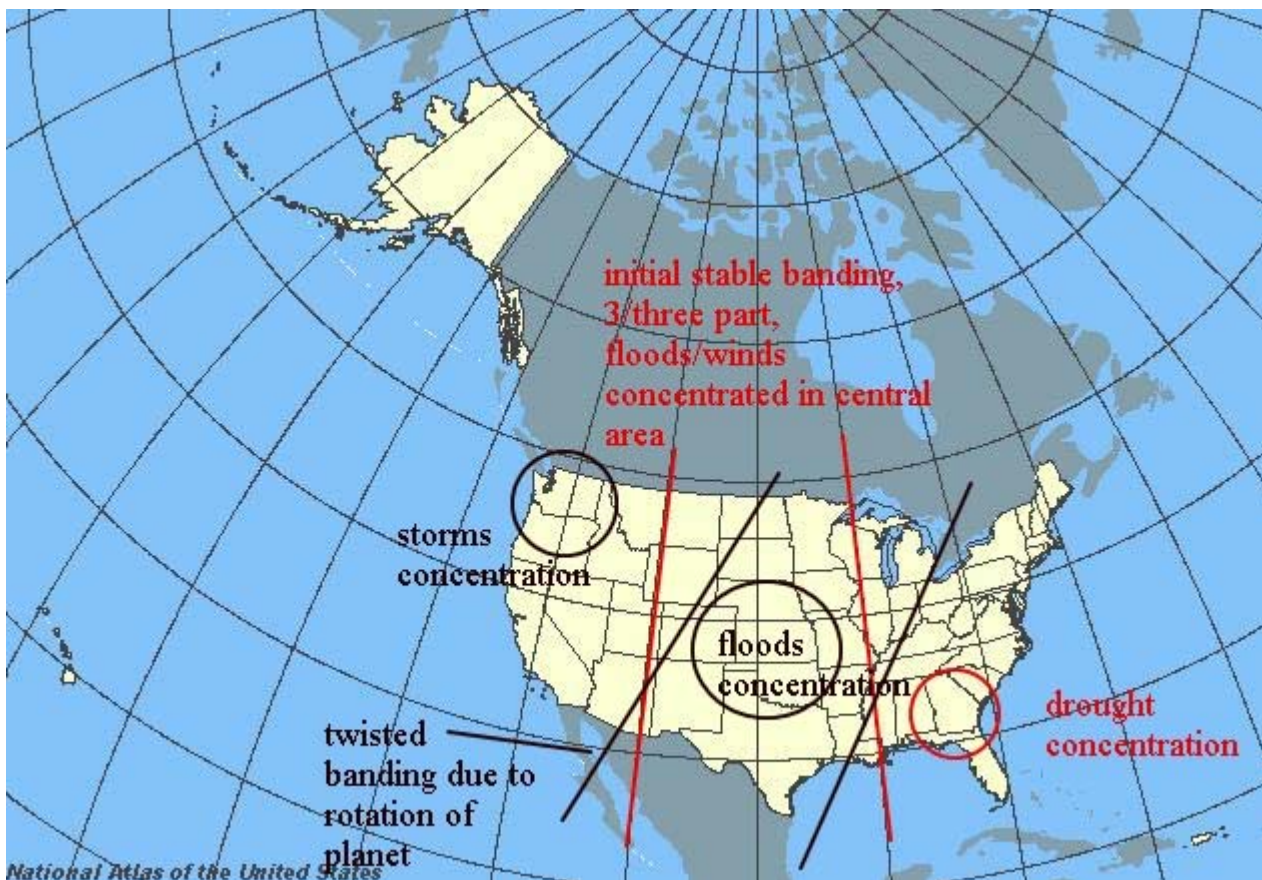 initial stable banding,
3/three part,
floods/winds
concentrated in central
area
storms
concentration
floods
concentration
drought
concentration
twisted
banding due to
rotation of
planet
National Atlas of the United States